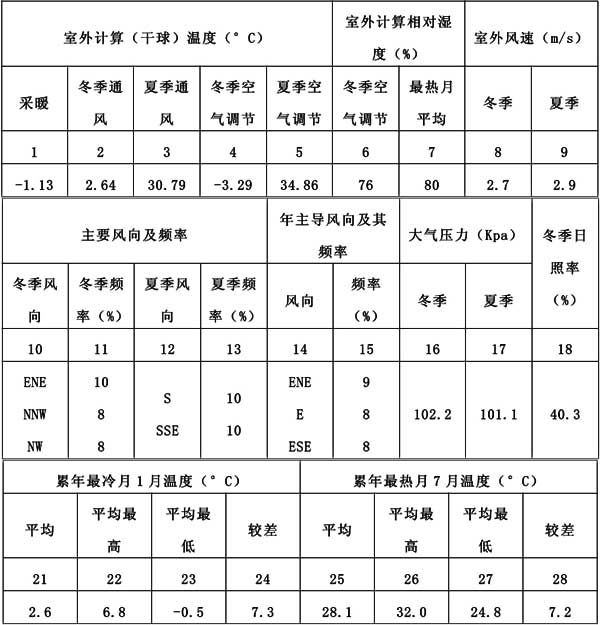 室外计算（干球）温度（°C） 室外计算相对湿度（%） 室外风速（m/s）
采暖 冬季通风 夏季通风 冬季空气调节 夏季空气调节 冬季空气调节 最热月平均 冬季 夏季
1 2 3 4 5 6 7 8 9
-1.13 2.64 30.79 -3.29 34.86 76 80 2.7 2.9
主要风向及频率 年主导风向及其频率 大气压力（Kpa） 冬季日照率（%）
冬季风向 冬季频率（%） 夏季风向 夏季频率（%） 风向 频率（%） 冬季 夏季
10 11 12 13 14 15 16 17 18
ENE 10 S 10 ENE 9 102.2 101.1 40.3
NNW 8 SSE 10 E 8
NW 8 ESE 8
累年最冷月1月温度（°C） 累年最热月7月温度（°C）
平均 平均最高 平均最低 较差 平均 平均最高 平均最低 较差
21 22 23 24 25 26 27 28
2.6 6.8 -0.5 7.3 28.1 32.0 24.8 7.2